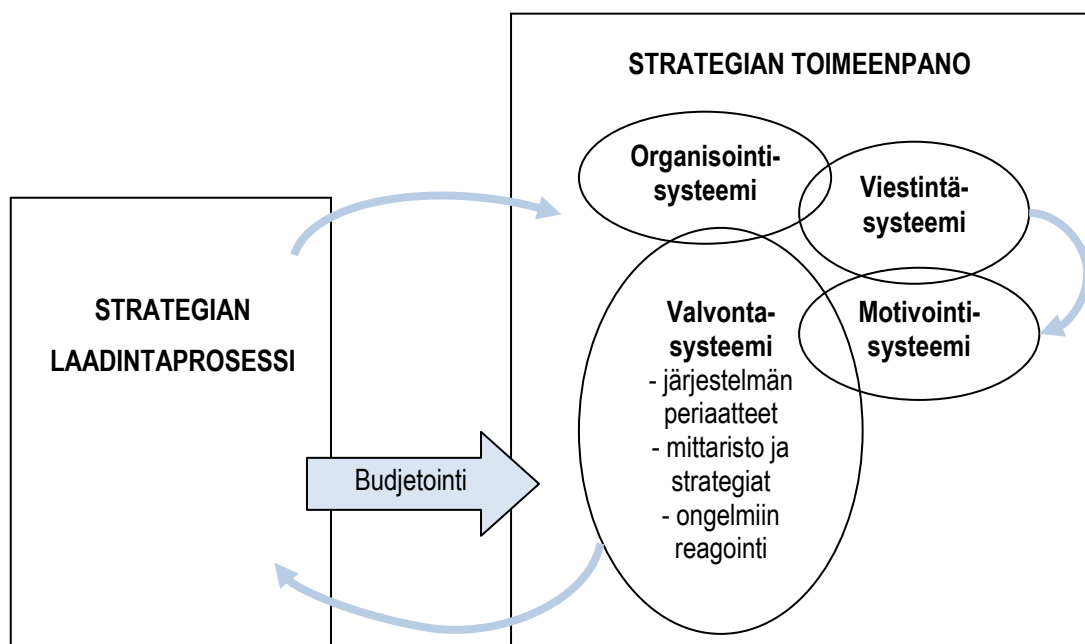 STRATEGIAN TOIMEENPANO
Organisointi-
systeemi
Viestintä-
systeemi
STRATEGIAN
LAADINTAPROSESSI
Valvonta-
systeemi
- järjestelmän
periaatteet
- mittaristo ja
strategiat
- ongelmiin
reagointi
Motivointi-
systeemi
Budjetointi